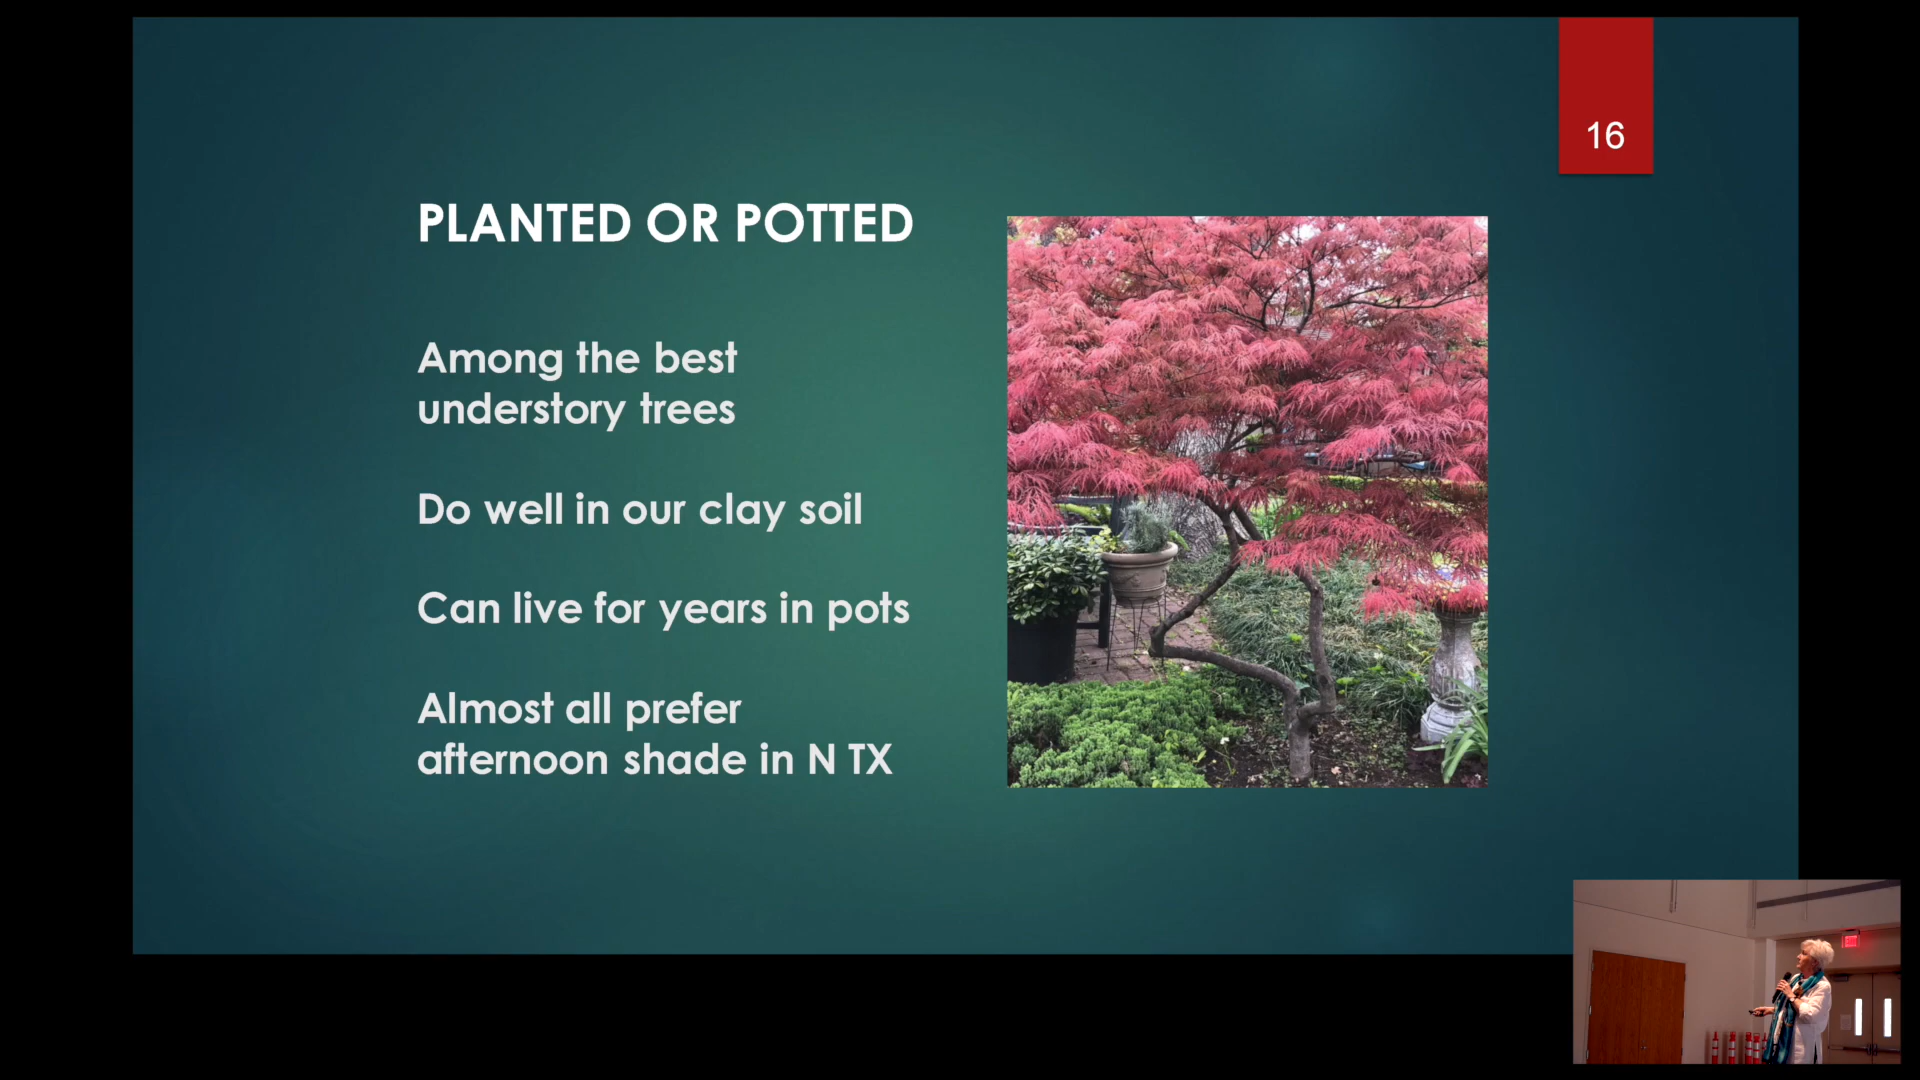 16
PLANTED OR POTTED
Among the best
understory trees
Do well in our clay soil
Can live for years in pots
Almost all prefer
afternoon shade in N TX